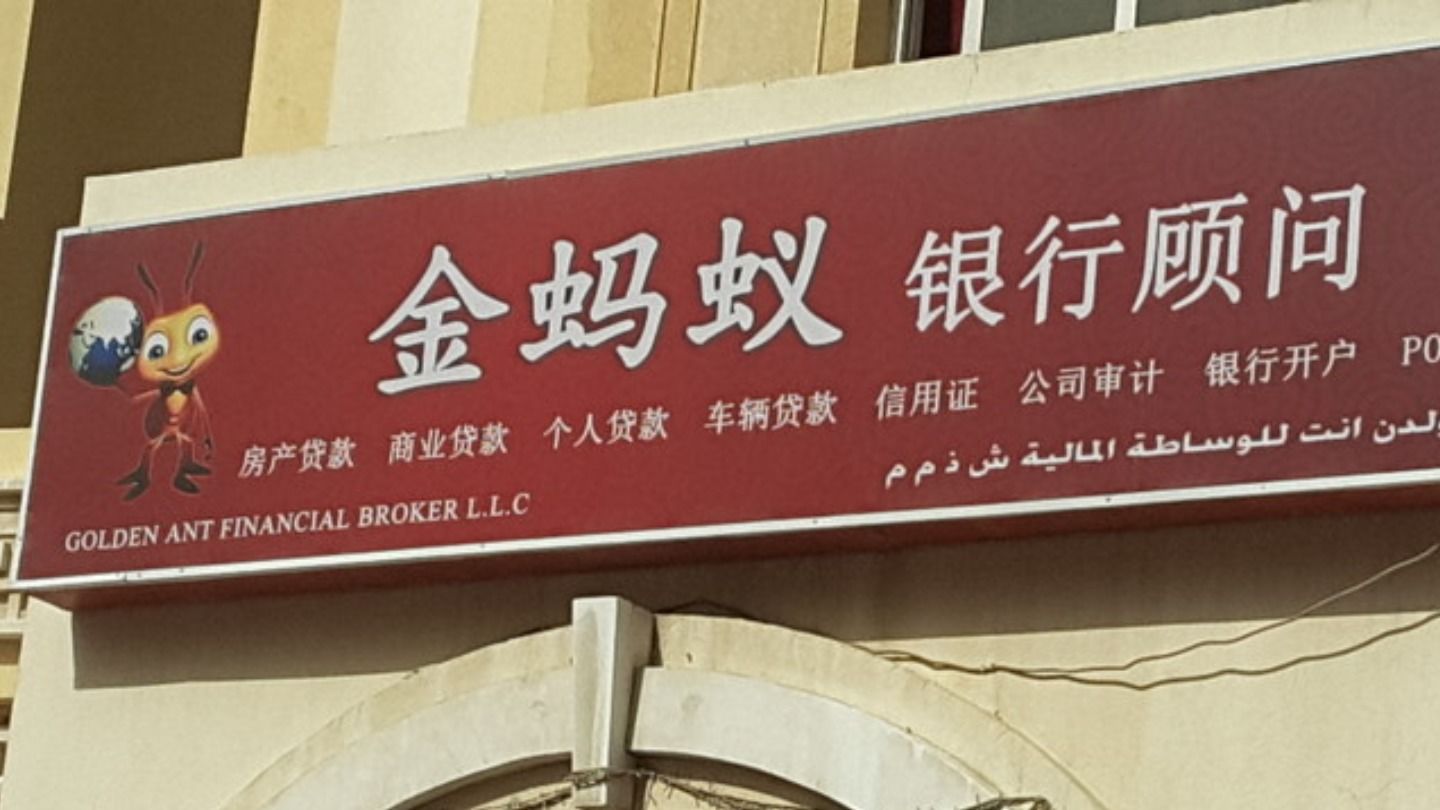 金蚂蚁 银行顾问
房产贷款 商业贷款 个人贷款 车辆贷款 信用证 公司审计 银行开户
انت للوساطة المالية ش ذ م م
GOLDEN ANT FINANCIAL BROKER L.L.C